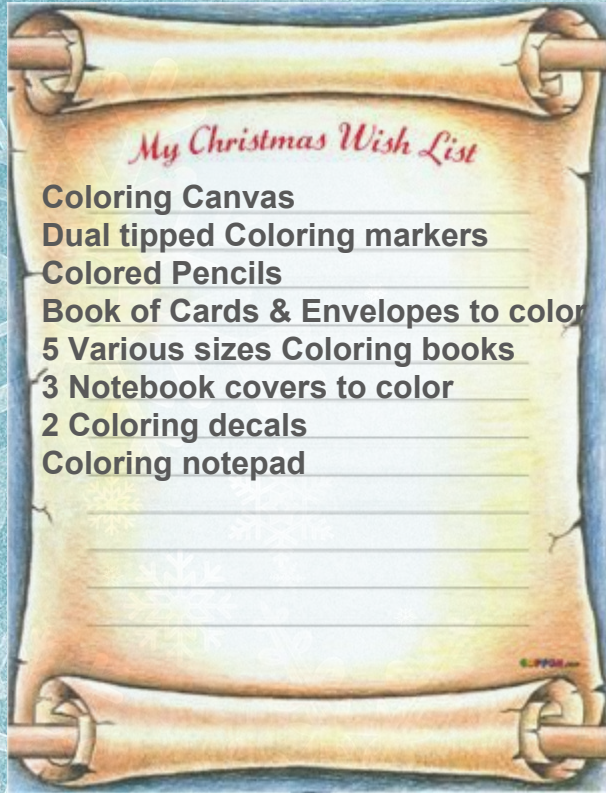 My Christmas Wish List
Coloring Canvas
Dual tipped Coloring markers
Colored Pencils
Book of Cards & Envelopes to color
5 Various sizes Coloring books
3 Notebook covers to color
2 Coloring decals
Coloring notepad